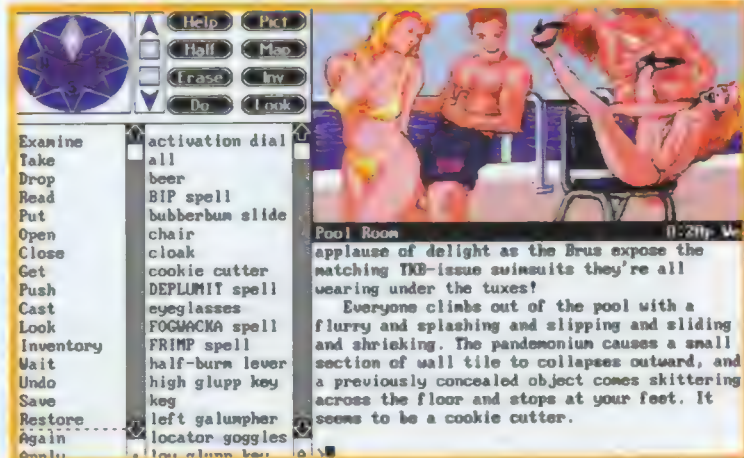 Help
Pict
Half
Map
Erase
Inv
Do
Look
Examine
Take
Drop
Read
Put
Open
Close
Get
Push
Cast
Look
Inventory
Wait
Undo
Save
Restore
Again
Apply
activation dial
all
beer
BIP spell
bubberbum slide
chair
cloak
cookie cutter
DEPLUMIT spell
eyeglasses
FOGWACKA spell
FRIMP spell
half-burm lever
high glupp key
keg
left galumpher
locator goggles
low glupp key
Pool Room
applause of delight as the Brus expose the
matching TKB-issue swimsuits they're all
wearing under the tuxes!
Everyone climbs out of the pool with a
flurry and splashing and slipping and sliding
and shrieking. The pandemonium causes a small
section of wall tile to collapses outward, and
a previously concealed object comes skittering
across the floor and stops at your feet. It
seems to be a cookie cutter.
>